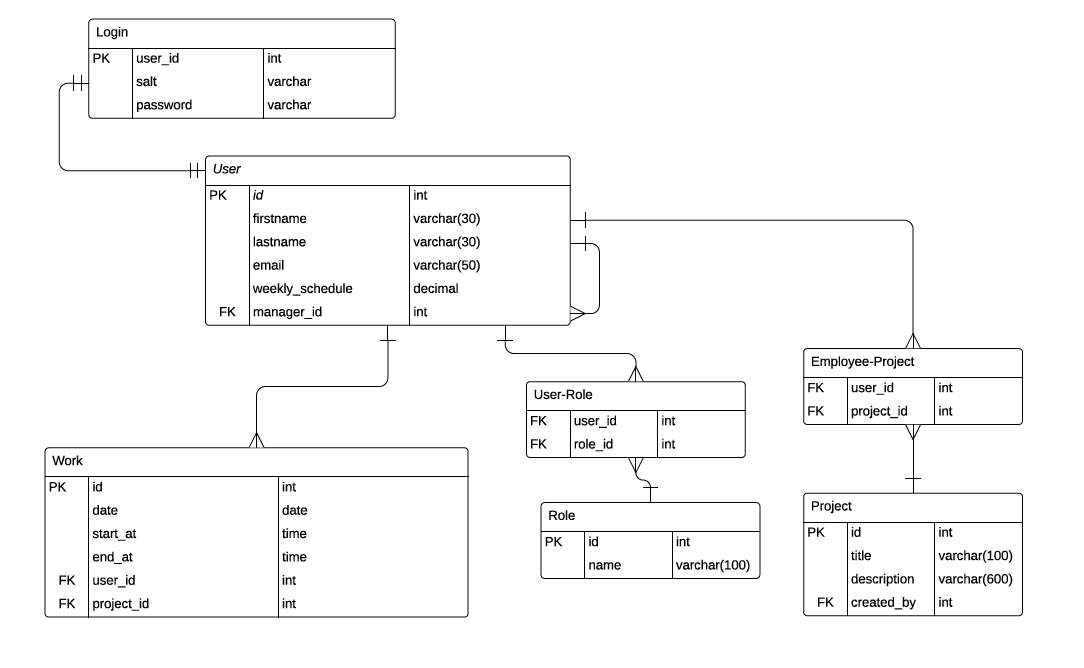 Login
PK user_id int
salt varchar
password varchar
User
PK id int
firstname varchar(30)
lastname varchar(30)
email varchar(50)
weekly_schedule decimal
FK manager_id int
Employee-Project
FK user_id int
FK project_id int
User-Role
FK user_id int
FK role_id int
Work
PK id int
date date
start_at time
end_at time
FK user_id int
FK project_id int
Role
PK id int
name varchar(100)
Project
PK id int
title varchar(100)
description varchar(600)
FK created_by int